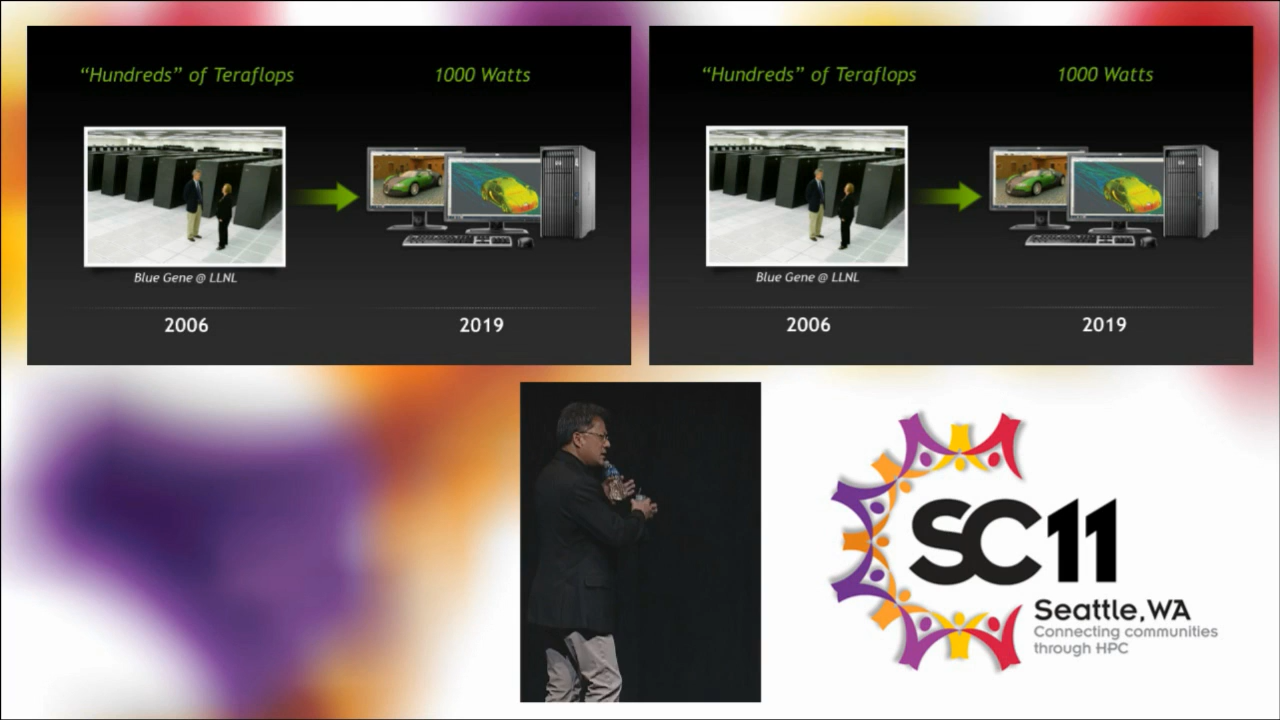 “Hundreds” of Teraflops
1000 Watts
Blue Gene @ LLNL
2006
2019
“Hundreds” of Teraflops
1000 Watts
Blue Gene @ LLNL
2006
2019
SC11
Seattle, WA
Connecting communities
through HPC